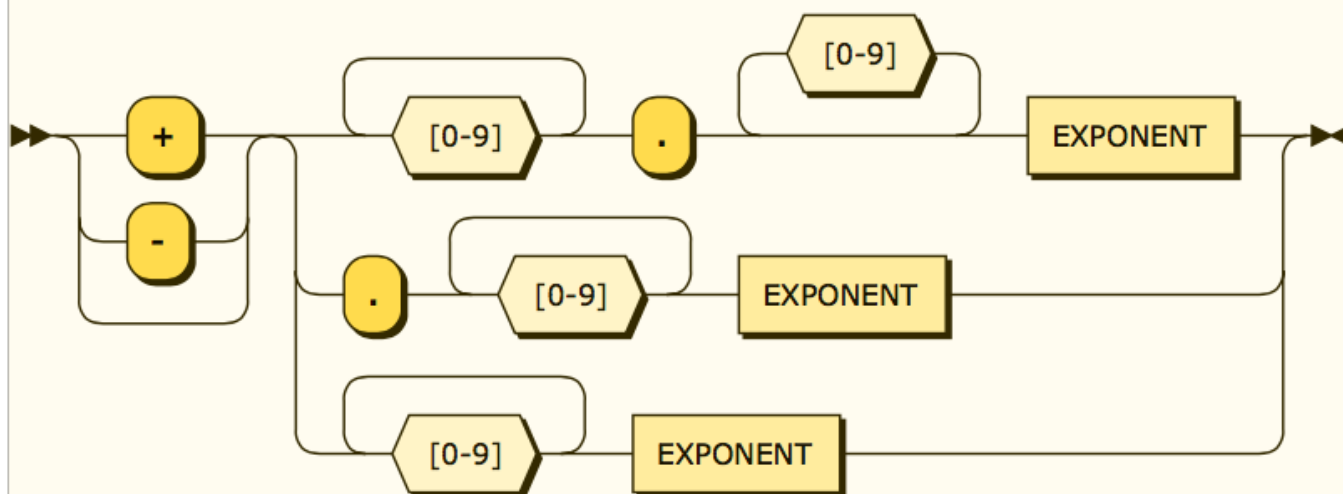 [0-9]
+ [0-9] . EXPONENT
-
. [0-9] EXPONENT
[0-9] EXPONENT